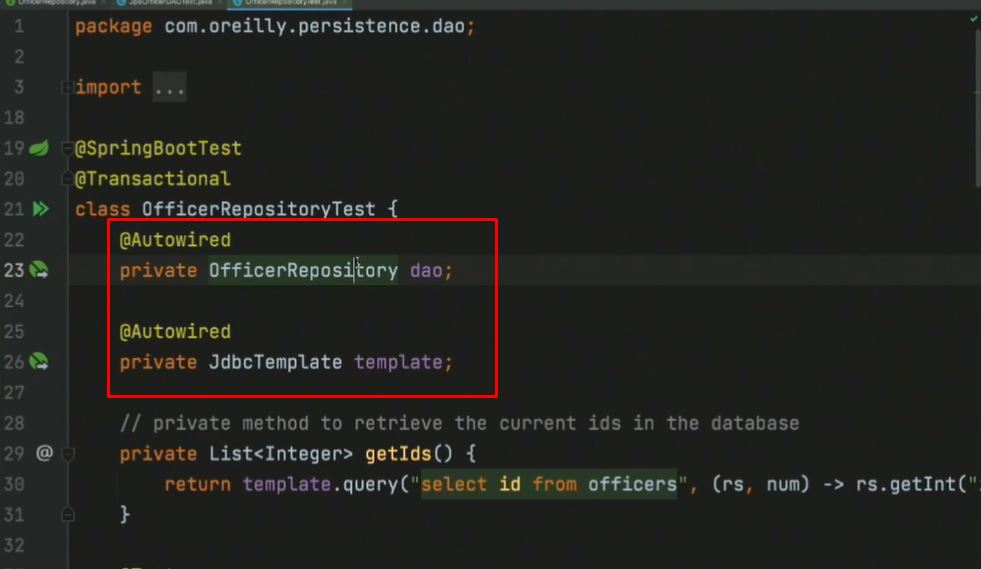 OfficerRepository.java JpaOfficerDAOTest.java OfficerRepositoryTest.java
1 package com.oreilly.persistence.dao;
2
3 import ...
18
19 @SpringBootTest
20 @Transactional
21 class OfficerRepositoryTest {
22 @Autowired
23 private OfficerRepository dao;
24
25 @Autowired
26 private JdbcTemplate template;
27
28 // private method to retrieve the current ids in the database
29 @ private List<Integer> getIds() {
30 return template.query("select id from officers", (rs, num) -> rs.getInt("
31 }
32